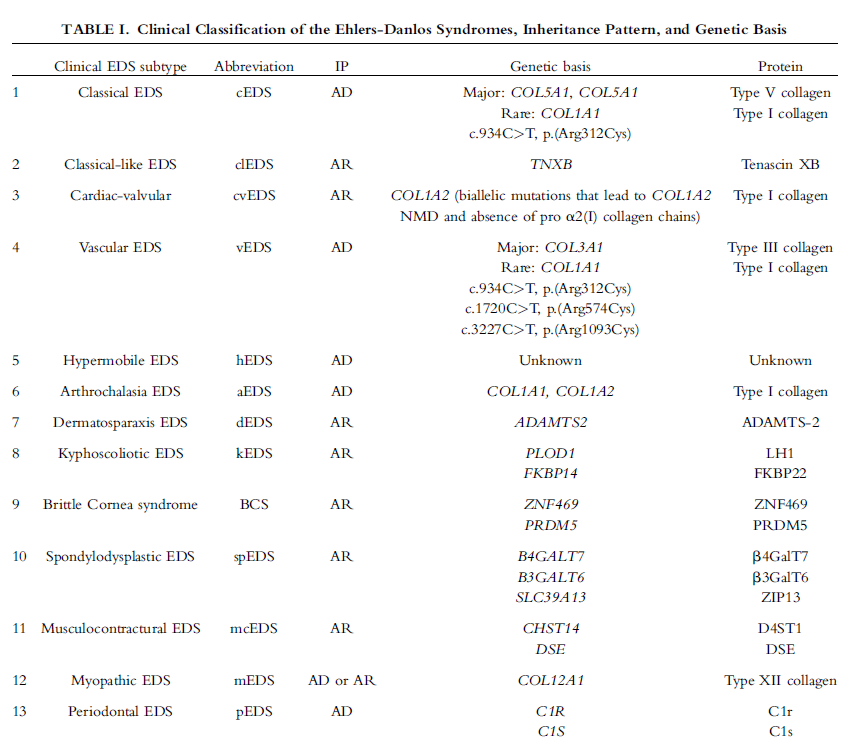 TABLE I. Clinical Classification of the Ehlers-Danlos Syndromes, Inheritance Pattern, and Genetic Basis
Clinical EDS subtype Abbreviation IP Genetic basis Protein
1 Classical EDS cEDS AD Major: COL5A1, COL5A1 Type V collagen
Rare: COL1A1 Type I collagen
c.934C>T, p.(Arg312Cys)
2 Classical-like EDS clEDS AR TNXB Tenascin XB
3 Cardiac-valvular cvEDS AR COL1A2 (biallelic mutations that lead to COL1A2 Type I collagen
NMD and absence of pro α2(I) collagen chains)
4 Vascular EDS vEDS AD Major: COL3A1 Type III collagen
Rare: COL1A1 Type I collagen
c.934C>T, p.(Arg312Cys)
c.1720C>T, p.(Arg574Cys)
c.3227C>T, p.(Arg1093Cys)
5 Hypermobile EDS hEDS AD Unknown Unknown
6 Arthrochalasia EDS aEDS AD COL1A1, COL1A2 Type I collagen
7 Dermatosparaxis EDS dEDS AR ADAMTS2 ADAMTS-2
8 Kyphoscoliotic EDS kEDS AR PLOD1 LH1
FKBP14 FKBP22
9 Brittle Cornea syndrome BCS AR ZNF469 ZNF469
PRDM5 PRDM5
10 Spondylodysplastic EDS spEDS AR B4GALT7 β4GalT7
B3GALT6 β3GalT6
SLC39A13 ZIP13
11 Musculocontractural EDS mcEDS AR CHST14 D4ST1
DSE DSE
12 Myopathic EDS mEDS AD or AR COL12A1 Type XII collagen
13 Periodontal EDS pEDS AD C1R C1r
C1S C1s